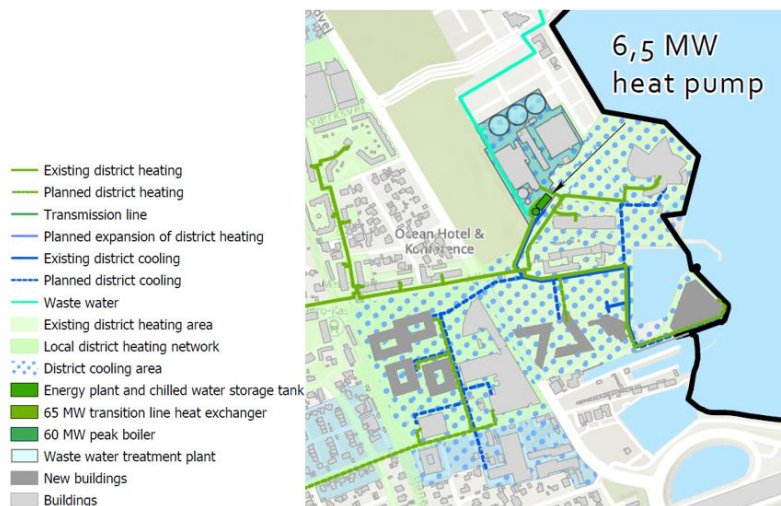 6,5 MW
heat pump
Ocean Hotel &
Konference
Existing district heating
Planned district heating
Transmission line
Planned expansion of district heating
Existing district cooling
Planned district cooling
Waste water
Existing district heating area
Local district heating network
District cooling area
Energy plant and chilled water storage tank
65 MW transition line heat exchanger
60 MW peak boiler
Waste water treatment plant
New buildings
Buildings